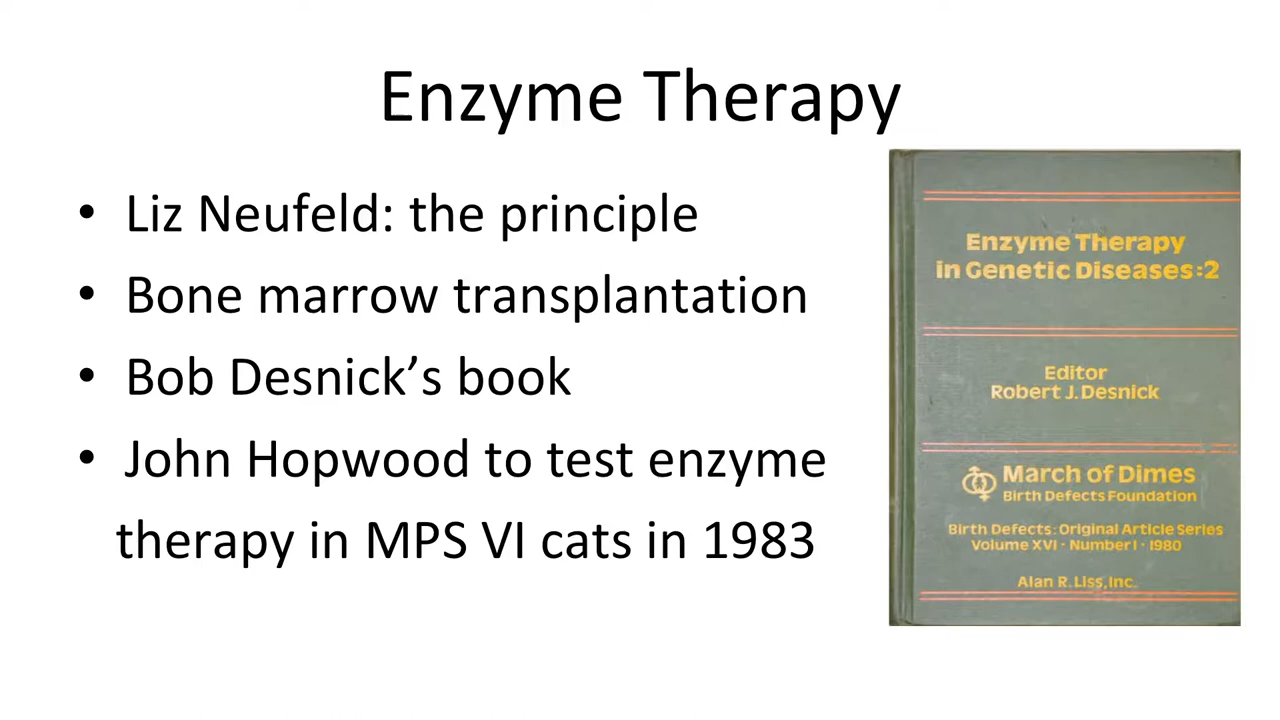 Enzyme Therapy
• Liz Neufeld: the principle
• Bone marrow transplantation
• Bob Desnick’s book
• John Hopwood to test enzyme
therapy in MPS VI cats in 1983
Enzyme Therapy
in Genetic Diseases:2
Editor
Robert J. Desnick
March of Dimes
Birth Defects Foundation
Birth Defects: Original Article Series
Volume XVI · Number I · 1980
Alan R. Liss, Inc.